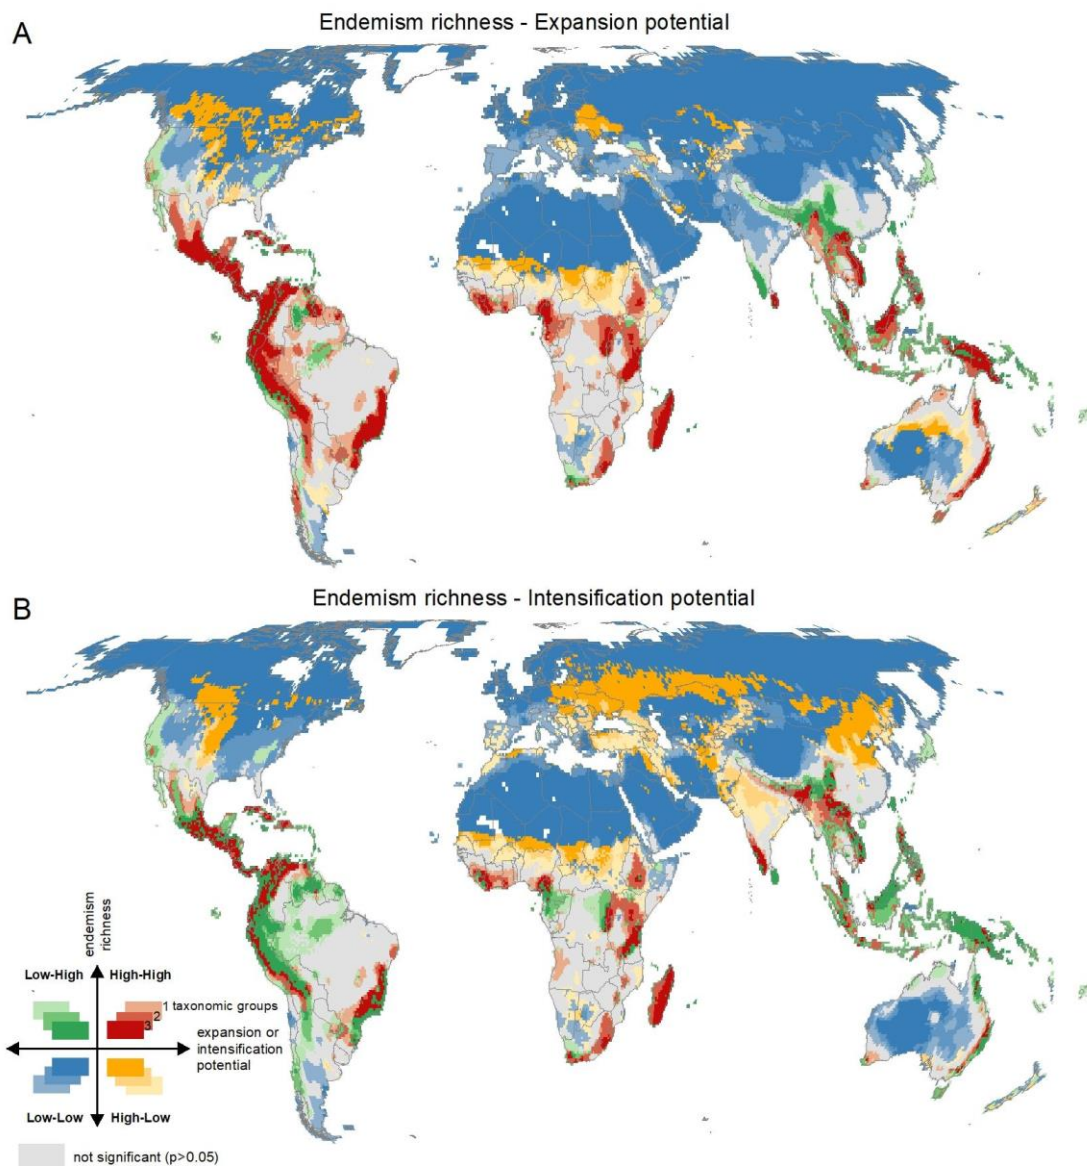 Endemism richness - Expansion potential
A
Endemism richness - Intensification potential
B
endemism
richness
Low-High
High-High
1 taxonomic groups
2
3
expansion or
intensification
potential
Low-Low
High-Low
not significant (p>0.05)